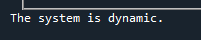 The system is dynamic.